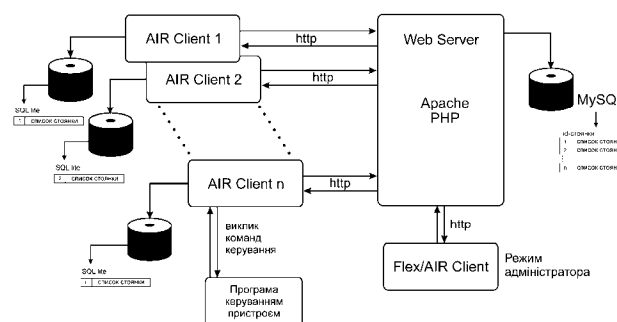 AIR Client 1
http
Web Server
AIR Client 2
http
Apache
PHP
MySQ
SQL lite
1 список стоянки
SQL lite
2 список стоянки
id-стоянки
1 список стоян
2 список стоян
n список стоян
AIR Client n
http
виклик
команд
керування
http
SQL lite
список стоянки
Flex/AIR Client
Режим
адміністратора
Програма
керуванням
пристроєм